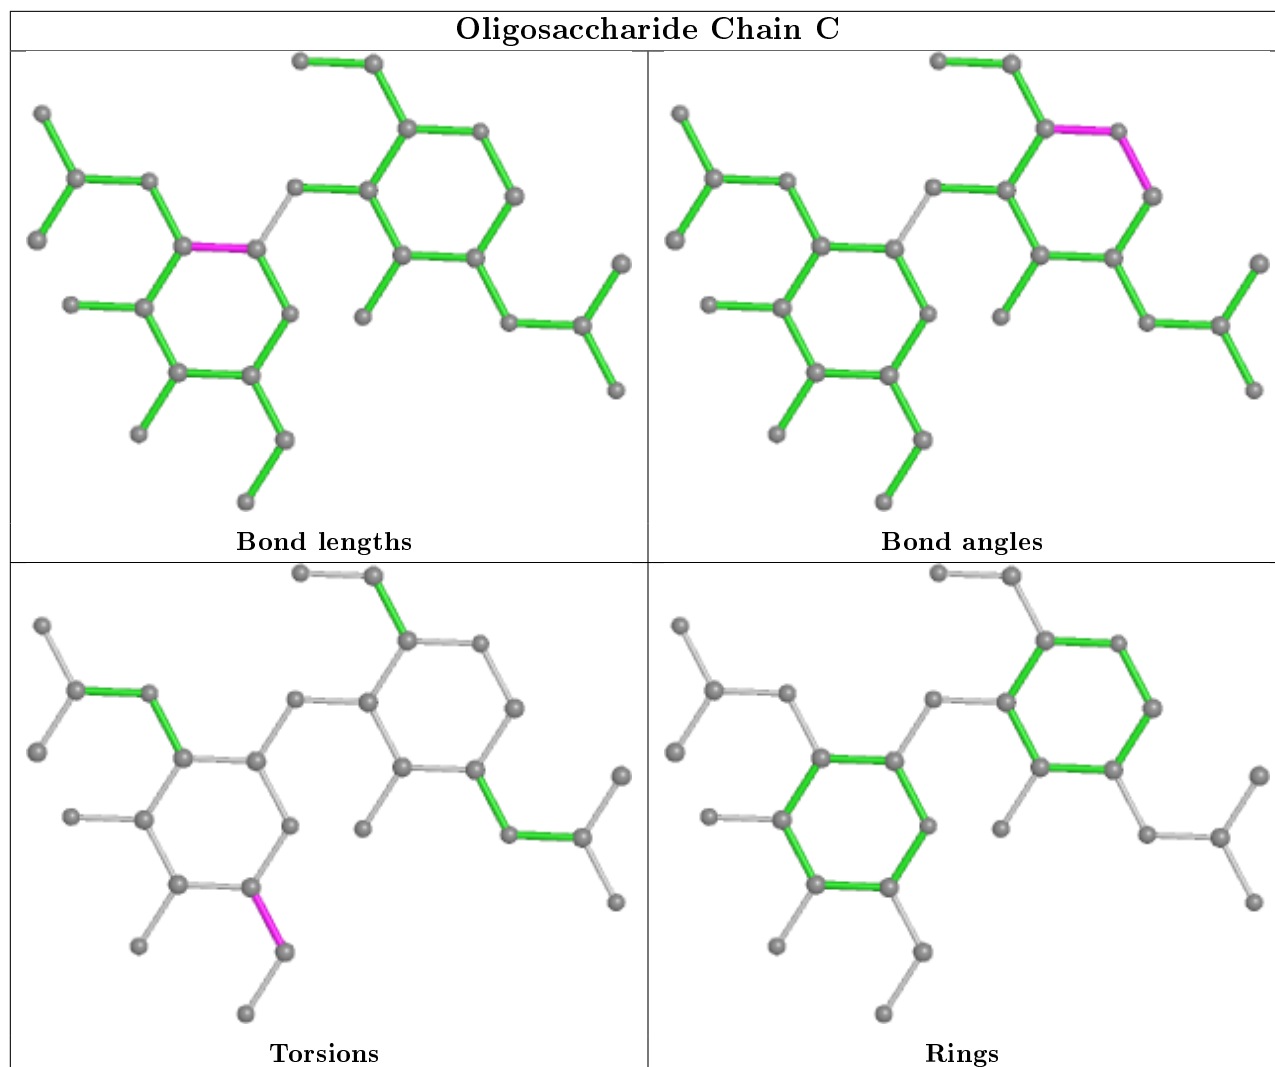 Oligosaccharide Chain C
Bond lengths
Bond angles
Torsions
Rings